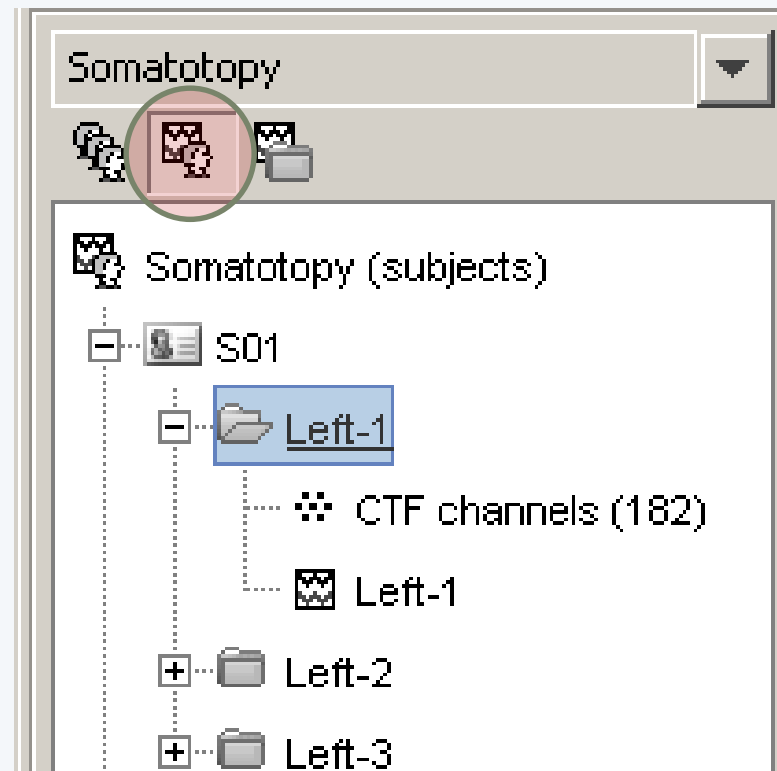 Somatotopy
Somatotopy (subjects)
S01
Left-1
CTF channels (182)
Left-1
Left-2
Left-3